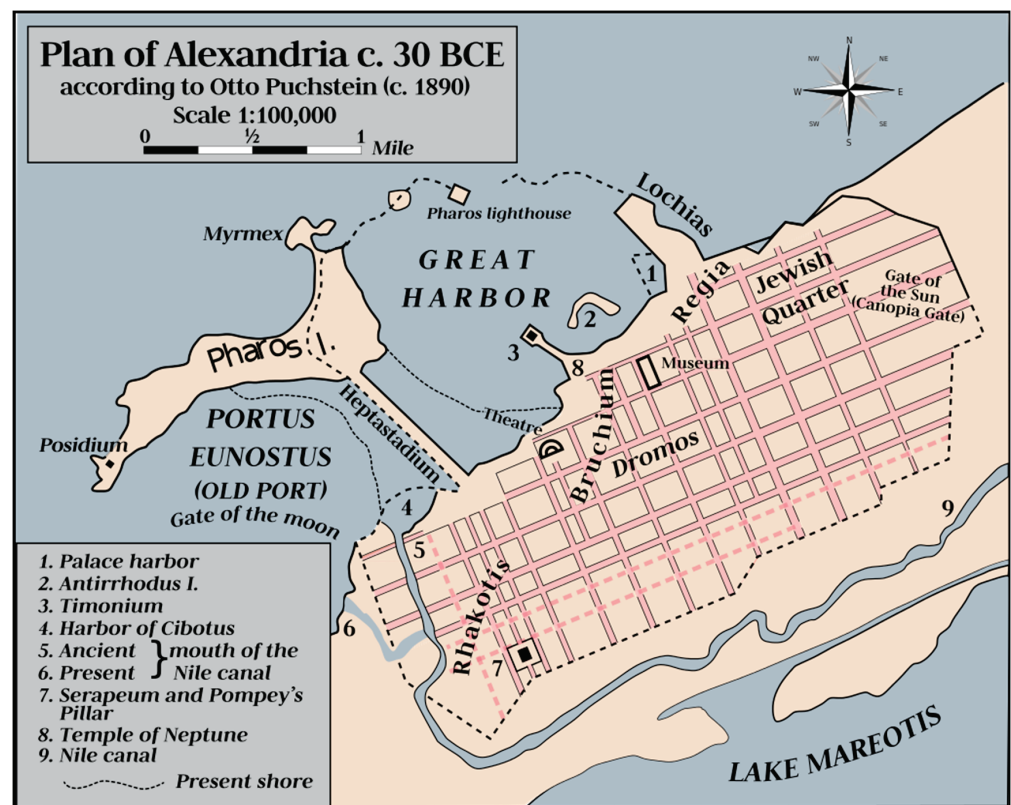 Plan of Alexandria c. 30 BCE
according to Otto Puchstein (c. 1890)
Scale 1:100,000
0 ½ 1
Mile
N
NW NE
W E
SW SE
S
Lochias
Pharos lighthouse
Myrmex
GREAT
HARBOR
1
2
3
8
Regia
Jewish
Quarter
Gate of
the Sun
(Canopia Gate)
Museum
Pharos I.
Heptastadium
Theatre
Bruchium
Dromos
PORTUS
EUNOSTUS
(OLD PORT)
Posidium
Gate of the moon
4
5
6
Rhakotis
7
9
LAKE MAREOTIS
1. Palace harbor
2. Antirrhodus I.
3. Timonium
4. Harbor of Cibotus
5. Ancient } mouth of the
6. Present Nile canal
7. Serapeum and Pompey's
Pillar
8. Temple of Neptune
9. Nile canal
Present shore